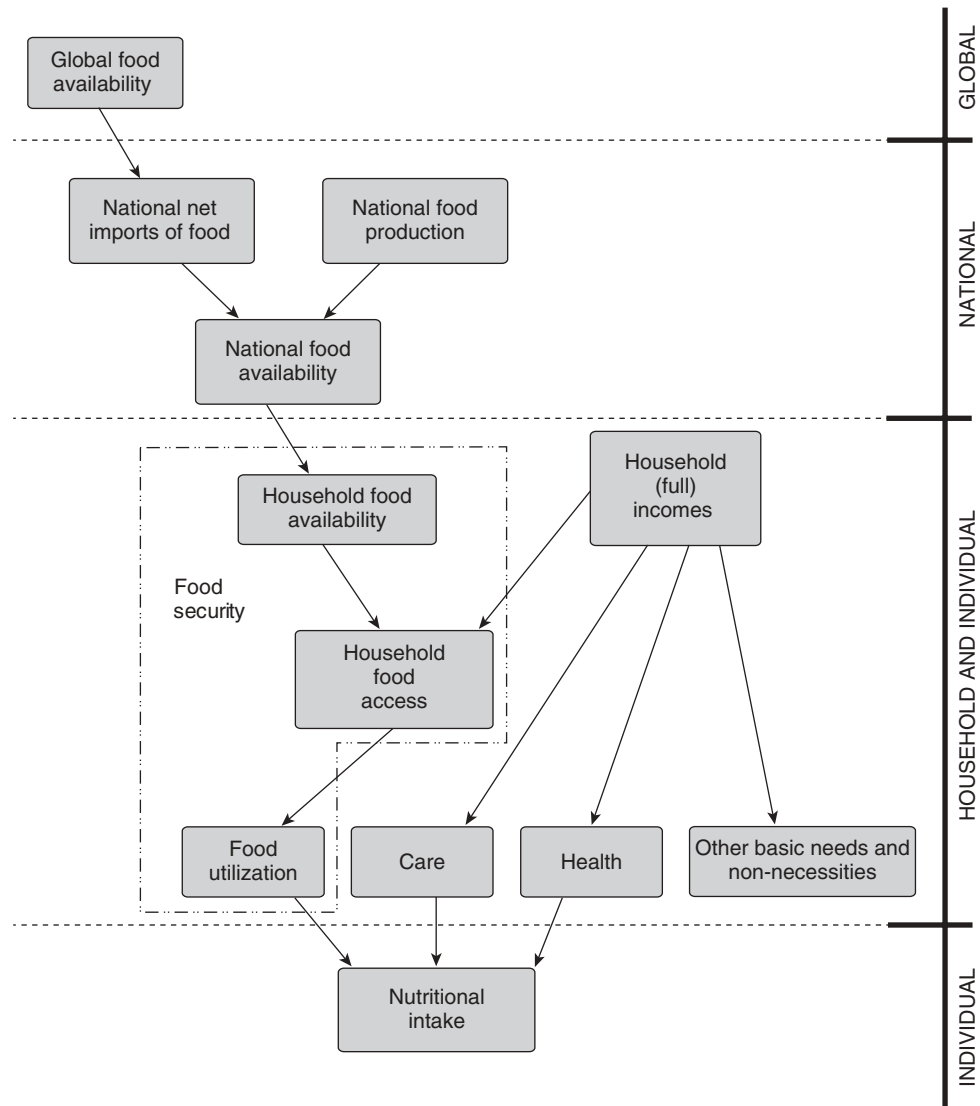 Global food
availability
GLOBAL
National net
imports of food
National food
production
National food
availability
NATIONAL
Household food
availability
Household
(full)
incomes
Food
security
Household
food
access
Food
utilization
Care
Health
Other basic needs and
non-necessities
HOUSEHOLD AND INDIVIDUAL
Nutritional
intake
INDIVIDUAL